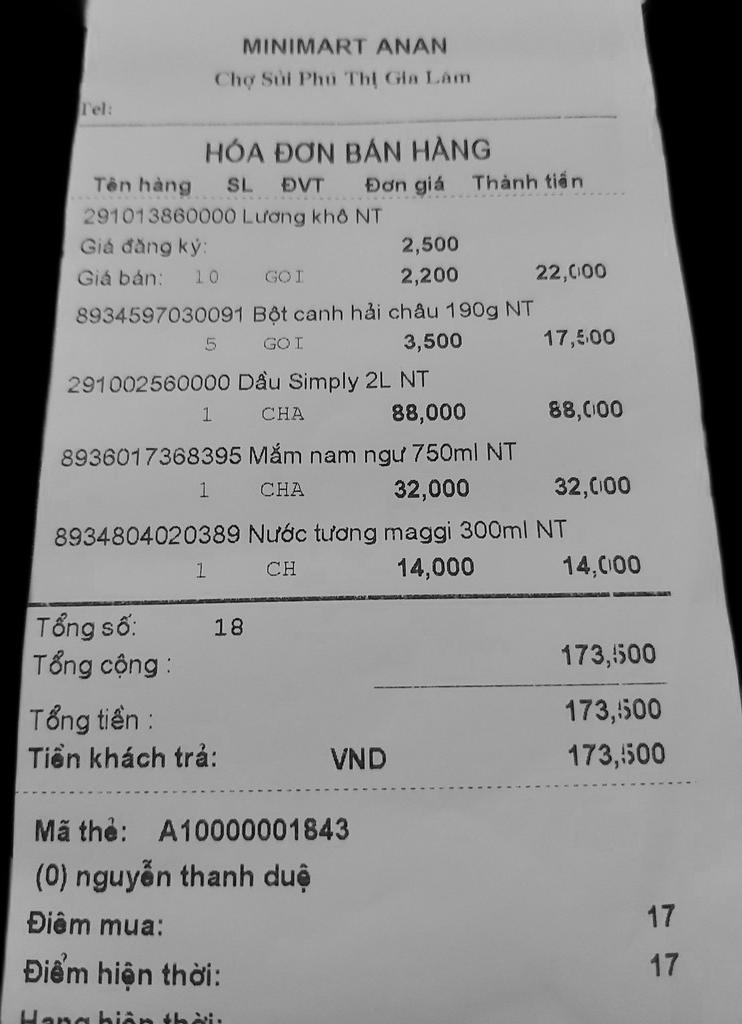 MINIMART ANAN
Chợ Sủi Phú Thị Gia Lâm
Tel:
HÓA ĐƠN BÁN HÀNG
Tên hàng SL ĐVT Đơn giá Thành tiền
291013860000 Lương khô NT
Giá đăng ký: 2,500
Giá bán: 10 GOI 2,200 22,000
8934597030091 Bột canh hải châu 190g NT
5 GOI 3,500 17,500
291002560000 Dầu Simply 2L NT
1 CHA 88,000 88,000
8936017368395 Mắm nam ngư 750ml NT
1 CHA 32,000 32,000
8934804020389 Nước tương maggi 300ml NT
1 CH 14,000 14,000
Tổng số: 18
Tổng cộng : 173,500
Tổng tiền : 173,500
Tiền khách trả: VND 173,500
Mã thẻ: A10000001843
(0) nguyễn thanh duệ
Điểm mua: 17
Điểm hiện thời: 17
Hạng hiện thời: